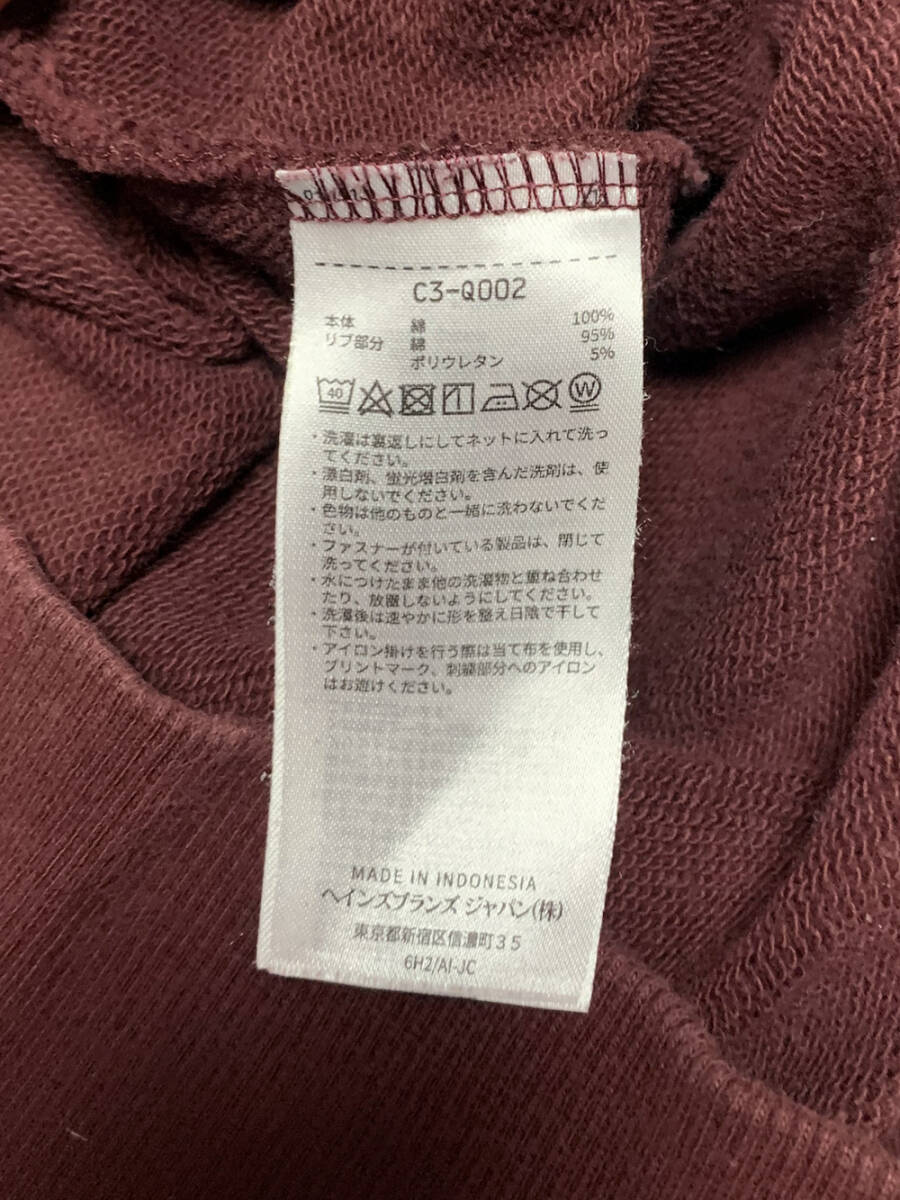 C3-Q002
本体 綿 100%
リブ部分 綿 95%
ポリウレタン 5%
40
W
・洗濯は裏返しにしてネットに入れて洗っ
てください。
・漂白剤、蛍光増白剤を含んだ洗剤は、使
用しないでください。
・色物は他のものと一緒に洗わないでくだ
さい。
・ファスナーが付いている製品は、閉じて
洗ってください。
・水につけたまま他の洗濯物と重ね合わせ
たり、放置しないようにしてください。
・洗濯後は速やかに形を整え日陰で干して
下さい。
・アイロン掛けを行う際は当て布を使用し、
プリントマーク、刺繍部分へのアイロン
はお避けください。
MADE IN INDONESIA
ヘインズブランズ ジャパン(株)
東京都新宿区信濃町35
6H2/AI-JC